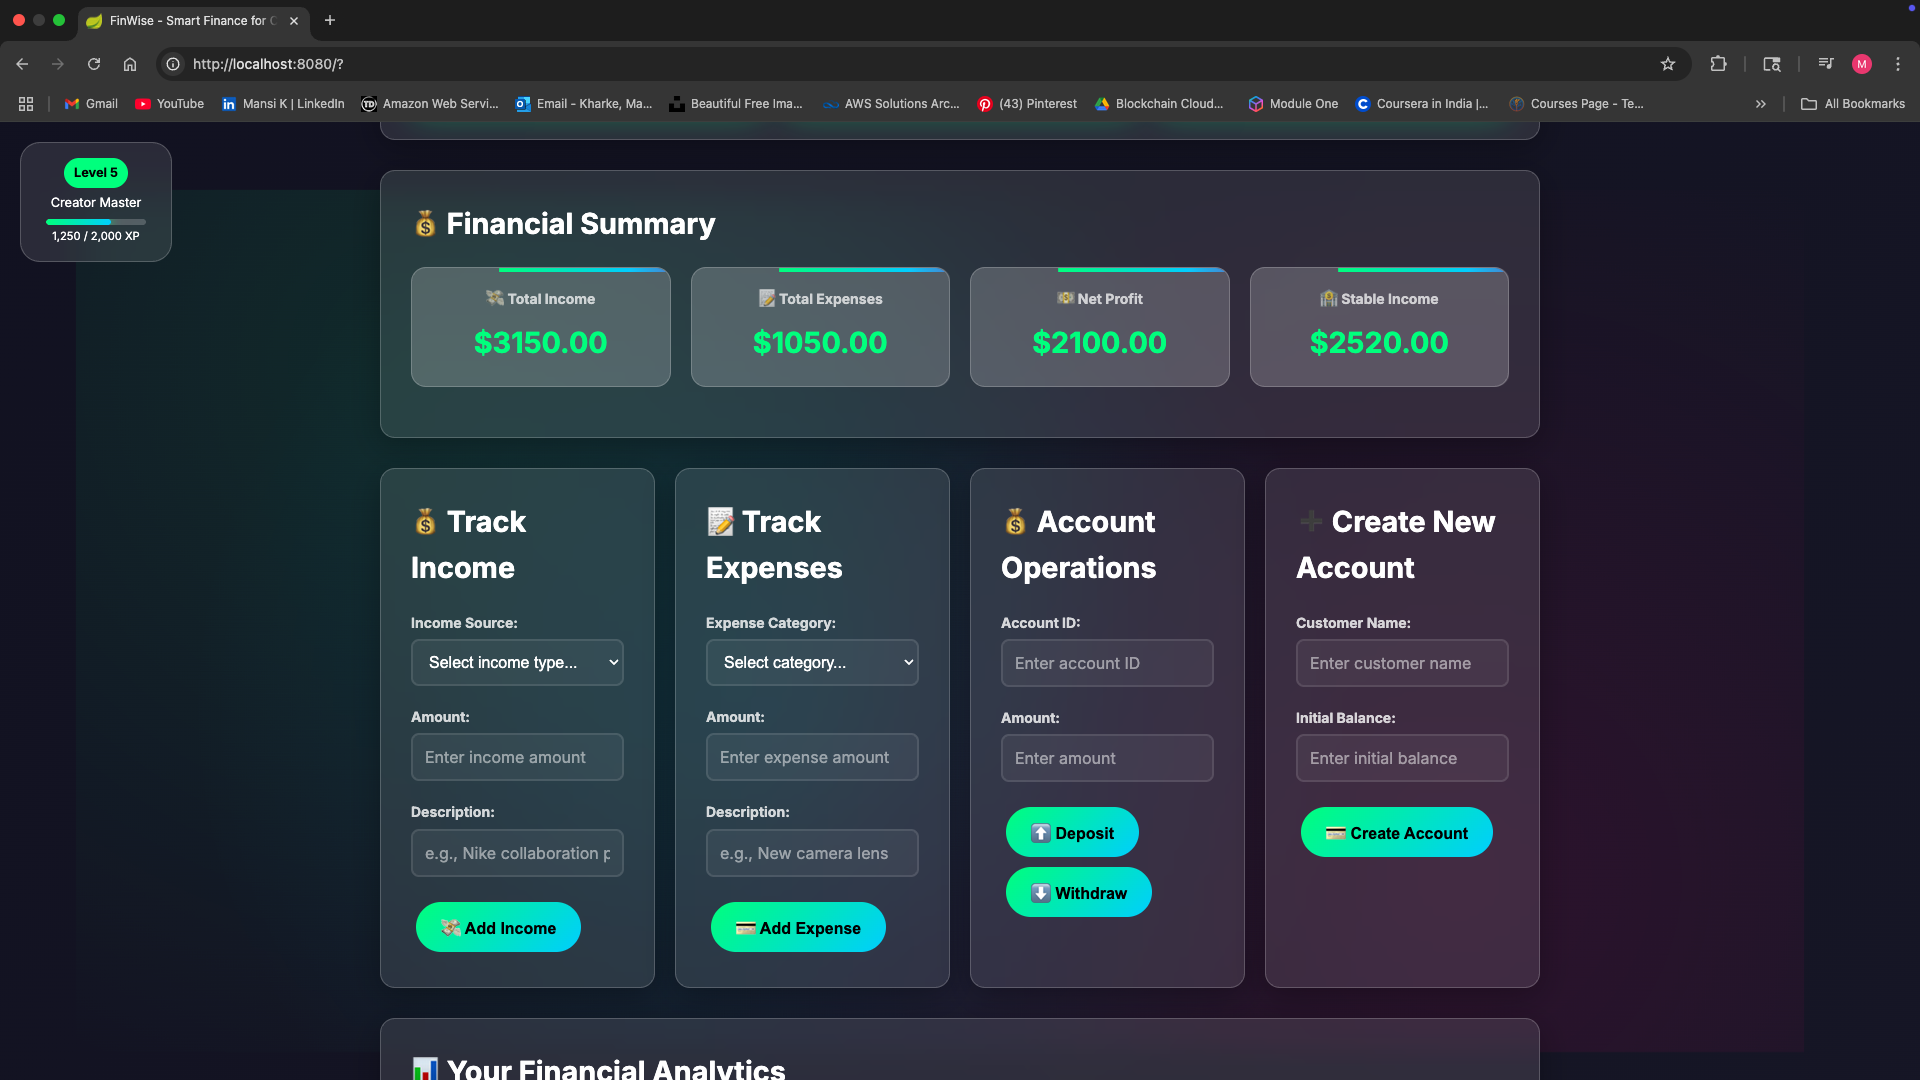 FinWise - Smart Finance for C
http://localhost:8080/?
M
Gmail
YouTube
Mansi K | LinkedIn
Amazon Web Servi...
Email - Kharke, Ma...
Beautiful Free Ima...
AWS Solutions Arc...
(43) Pinterest
Blockchain Cloud...
Module One
Coursera in India |...
Courses Page - Te...
All Bookmarks
Level 5
Creator Master
1,250 / 2,000 XP
Financial Summary
Total Income
$3150.00
Total Expenses
$1050.00
Net Profit
$2100.00
Stable Income
$2520.00
Track
Income
Income Source:
Select income type...
Amount:
Enter income amount
Description:
e.g., Nike collaboration p
Add Income
Track
Expenses
Expense Category:
Select category...
Amount:
Enter expense amount
Description:
e.g., New camera lens
Add Expense
Account
Operations
Account ID:
Enter account ID
Amount:
Enter amount
Deposit
Withdraw
Create New
Account
Customer Name:
Enter customer name
Initial Balance:
Enter initial balance
Create Account
Your Financial Analytics